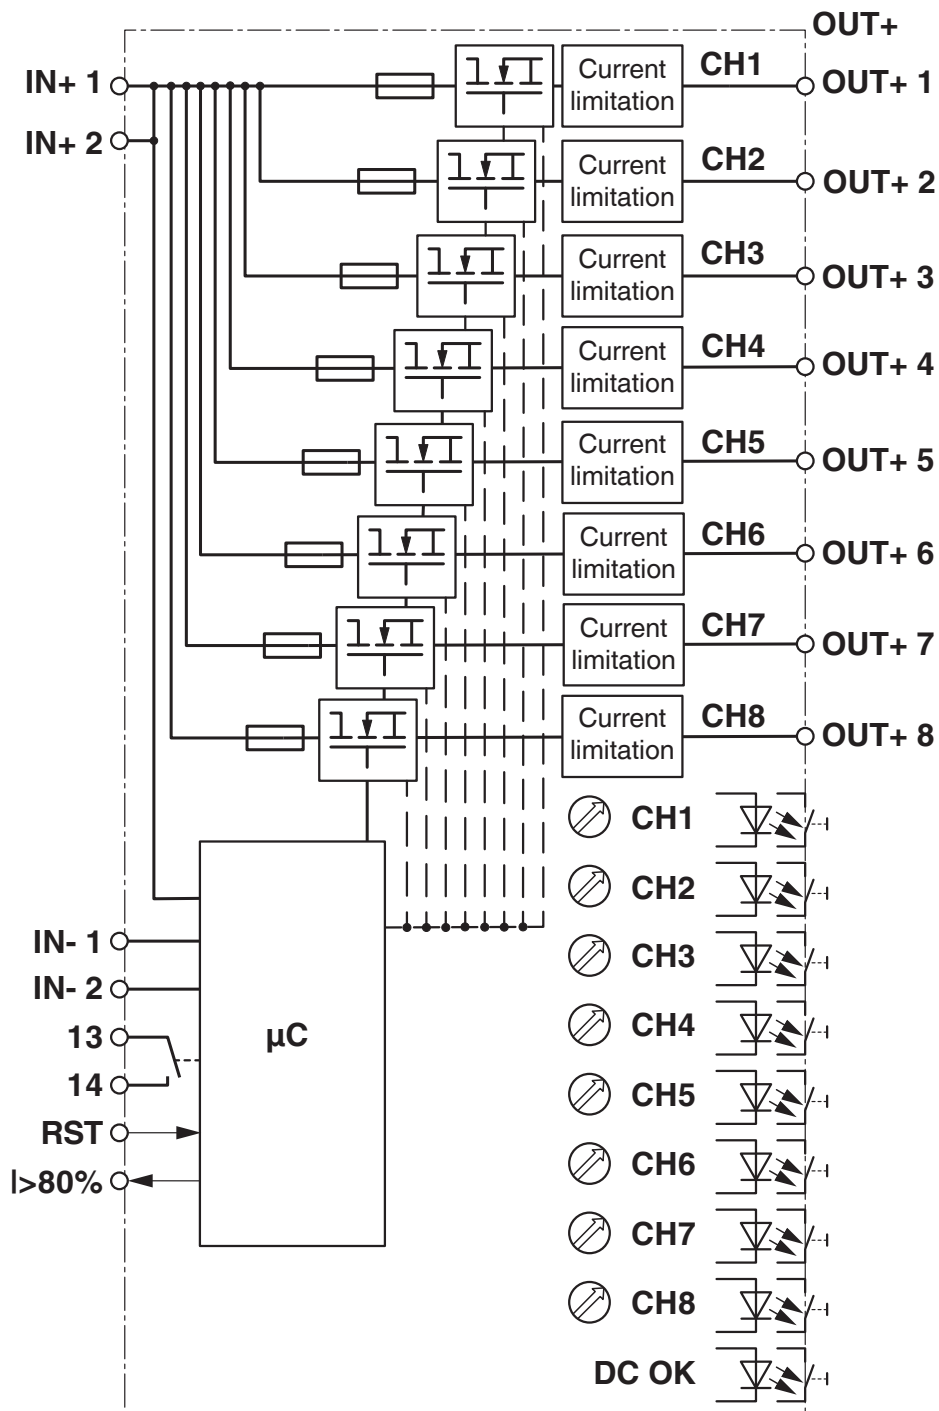 OUT+
IN+ 1
Current
limitation
CH1
OUT+ 1
IN+ 2
Current
limitation
CH2
OUT+ 2
Current
limitation
CH3
OUT+ 3
Current
limitation
CH4
OUT+ 4
Current
limitation
CH5
OUT+ 5
Current
limitation
CH6
OUT+ 6
Current
limitation
CH7
OUT+ 7
Current
limitation
CH8
OUT+ 8
IN- 1
IN- 2
13
14
RST
I>80%
µC
CH1
CH2
CH3
CH4
CH5
CH6
CH7
CH8
DC OK